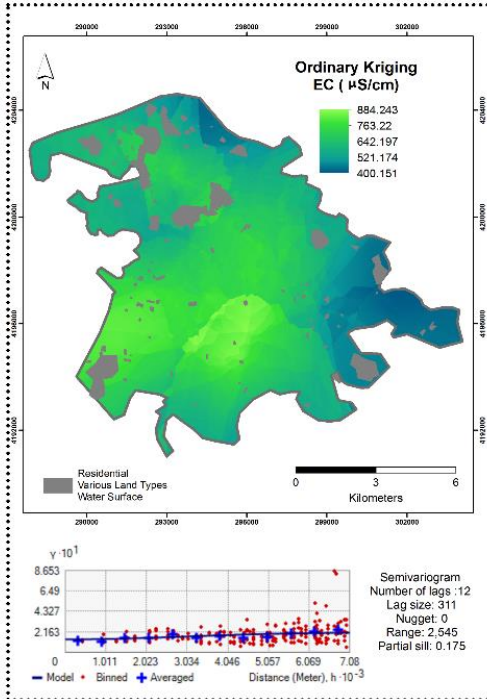 290000 293000 296000 299000 302000
N
Ordinary Kriging
EC ( µS/cm)
884.243
763.22
642.197
521.174
400.151
4204000
4200000
4196000
4192000
4204000
4200000
4196000
4192000
Residential
Various Land Types
Water Surface
0 3 6
Kilometers
290000 293000 296000 299000 302000
γ ·10¹
8.653
6.49
4.327
2.163
0 1.011 2.023 3.034 4.046 5.057 6.069 7.08
Model Binned Averaged Distance (Meter), h ·10⁻³
Semivariogram
Number of lags :12
Lag size: 311
Nugget: 0
Range: 2,545
Partial sill: 0.175